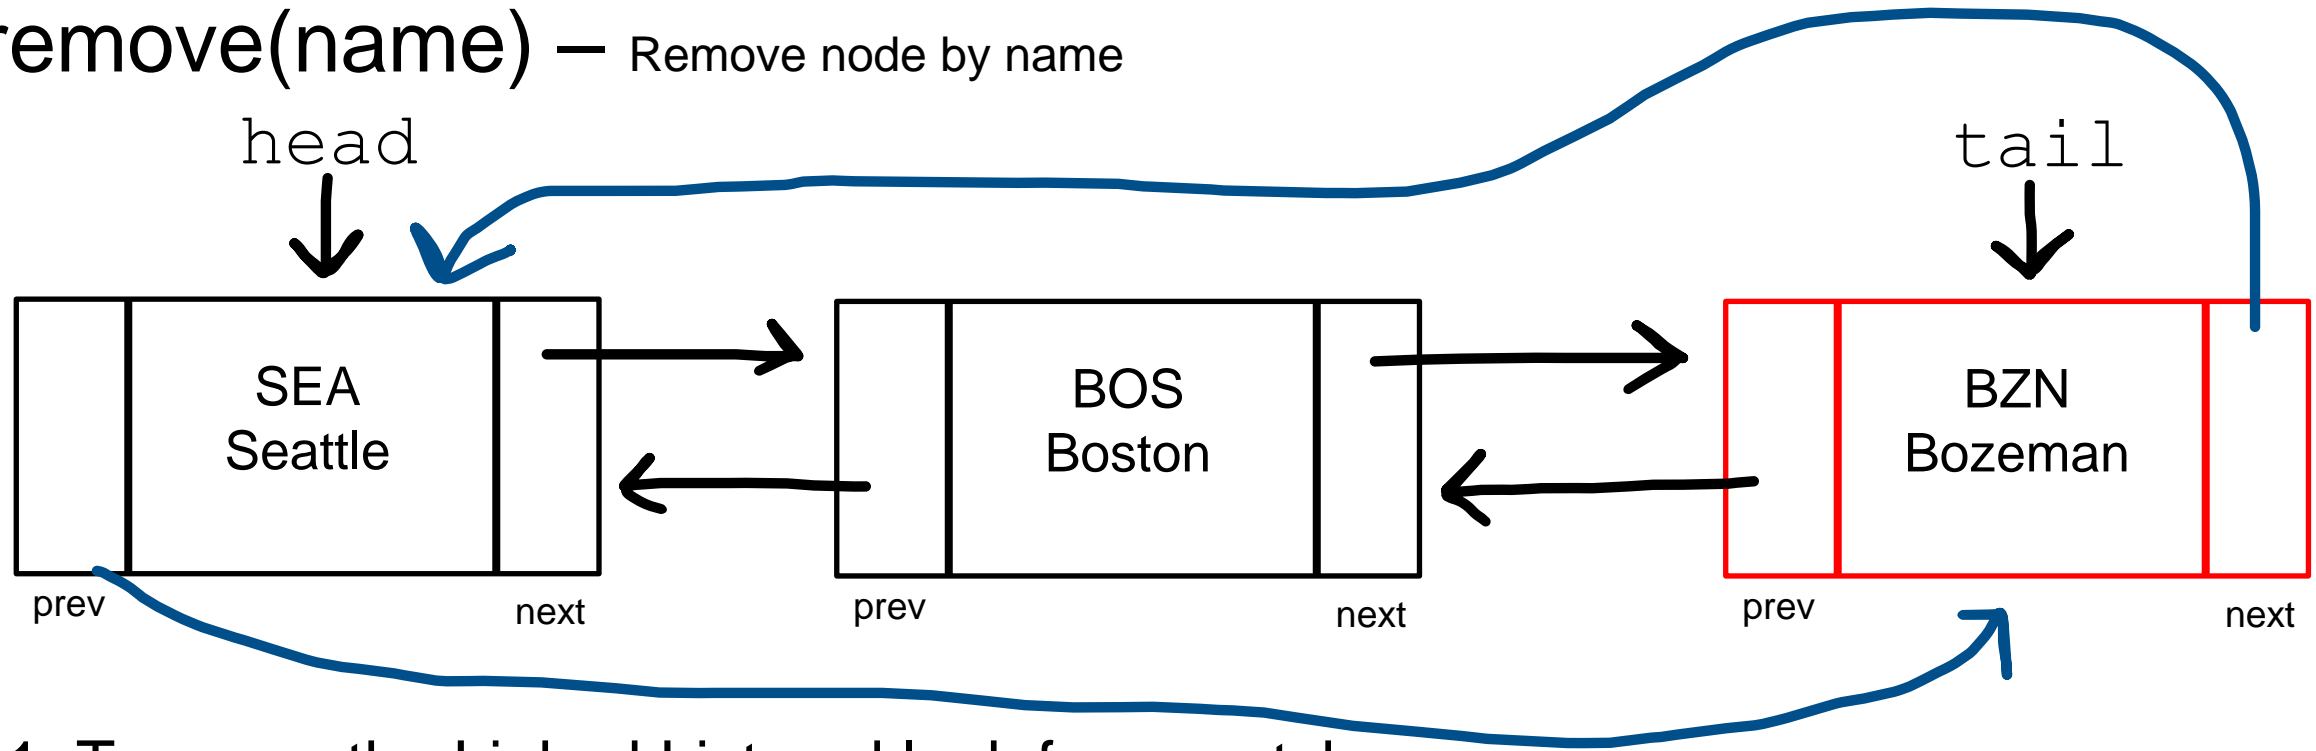 remove(name) – Remove node by name
head
tail
SEA
Seattle
BOS
Boston
BZN
Bozeman
prev
next
prev
next
prev
next